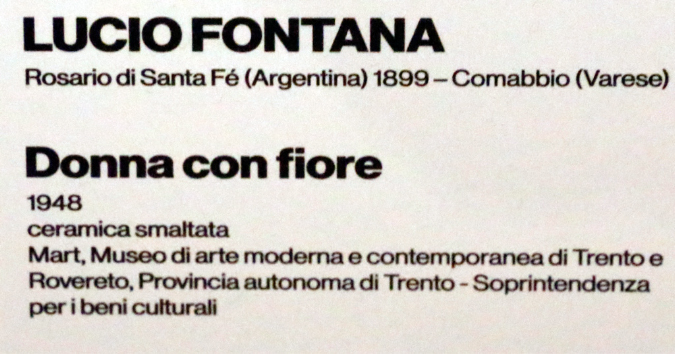 LUCIO FONTANA
Rosario di Santa Fé (Argentina) 1899 – Comabbio (Varese)
Donna con fiore
1948
ceramica smaltata
Mart, Museo di arte moderna e contemporanea di Trento e
Rovereto, Provincia autonoma di Trento - Soprintendenza
per i beni culturali